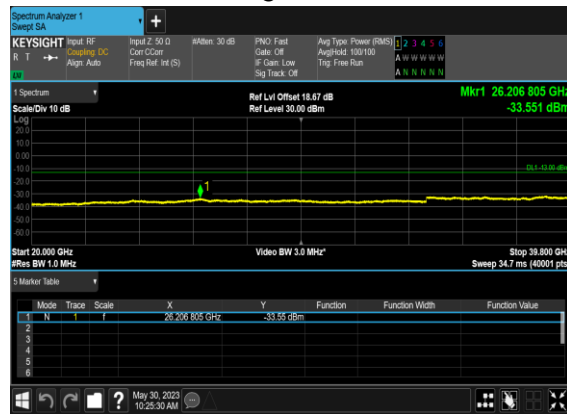 Spectrum Analyzer 1
Swept SA
+
KEYSIGHT Input: RF Input Z: 50 Ω #Atten: 30 dB PNO: Fast Avg Type: Power (RMS) 1 2 3 4 5 6
R T Coupling: DC Corr CCorr Gate: Off Avg|Hold: 100/100 A W W W W W
Align: Auto Freq Ref: Int (S) IF Gain: Low Trig: Free Run
Sig Track: Off A N N N N N
1 Spectrum
Ref Lvl Offset 18.67 dB Mkr1 26.206 805 GHz
Scale/Div 10 dB Ref Level 30.00 dBm -33.551 dBm
Log
20.0
10.0
0.00
-10.0
DL1 -13.00 dBm
-20.0
1
-30.0
-40.0
-50.0
-60.0
Start 20.000 GHz Video BW 3.0 MHz* Stop 39.800 GHz
#Res BW 1.0 MHz Sweep 34.7 ms (40001 pts)
5 Marker Table
Mode Trace Scale X Y Function Function Width Function Value
1 N 1 f 26.206 805 GHz -33.55 dBm
2
3
4
5
6
? May 30, 2023
10:25:30 AM